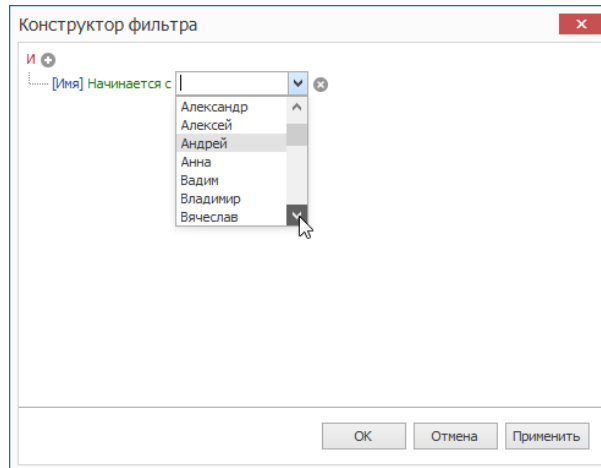 Конструктор фильтра
И
[Имя] Начинается с
Александр
Алексей
Андрей
Анна
Вадим
Владимир
Вячеслав
OK Отмена Применить